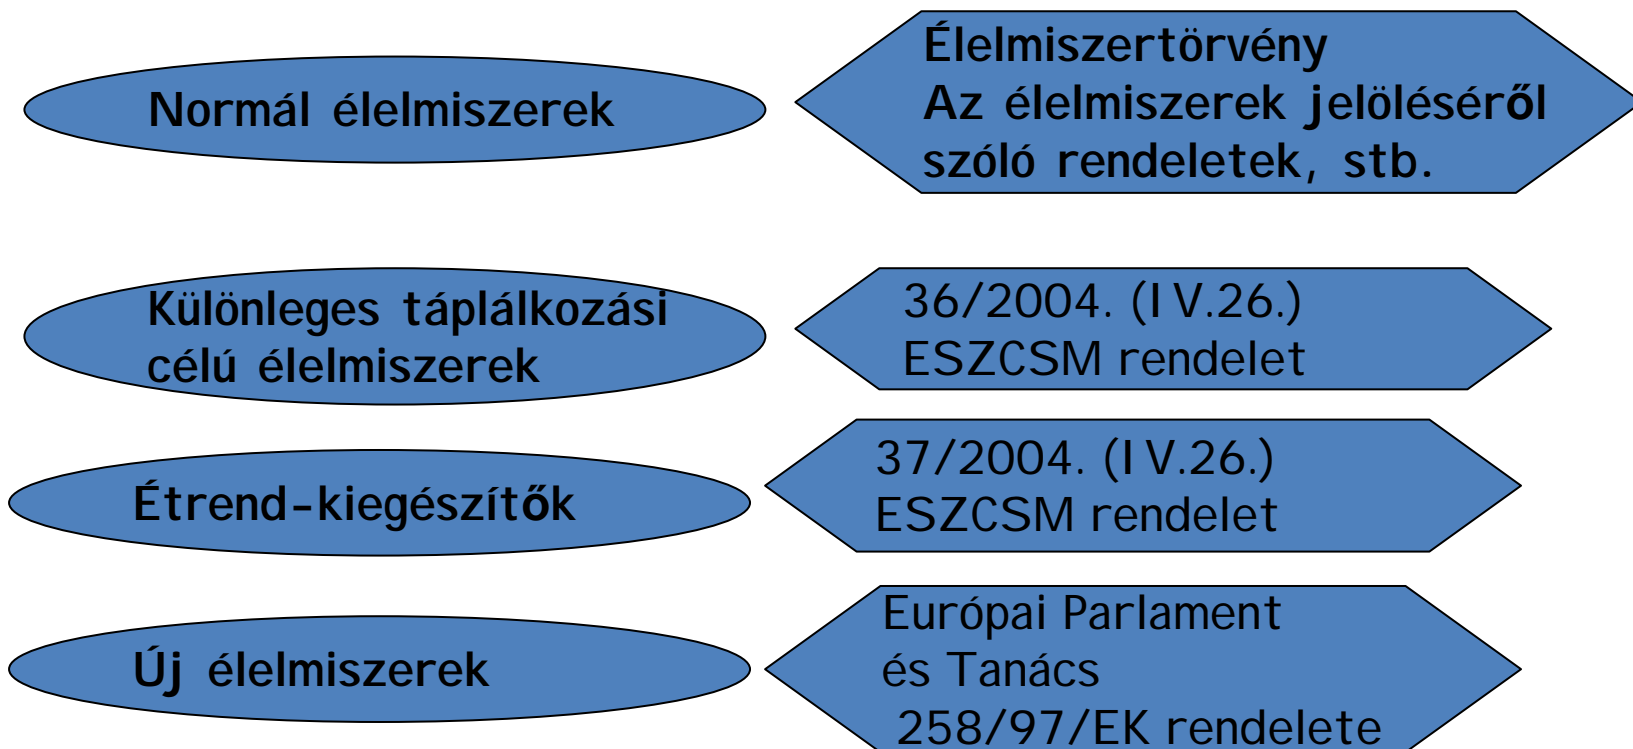 Normál élelmiszerek
Élelmiszertörvény
Az élelmiszerek jelöléséről
szóló rendeletek, stb.
Különleges táplálkozási
célú élelmiszerek
36/2004. (IV.26.)
ESZCSM rendelet
Étrend-kiegészítők
37/2004. (IV.26.)
ESZCSM rendelet
Új élelmiszerek
Európai Parlament
és Tanács
258/97/EK rendelete